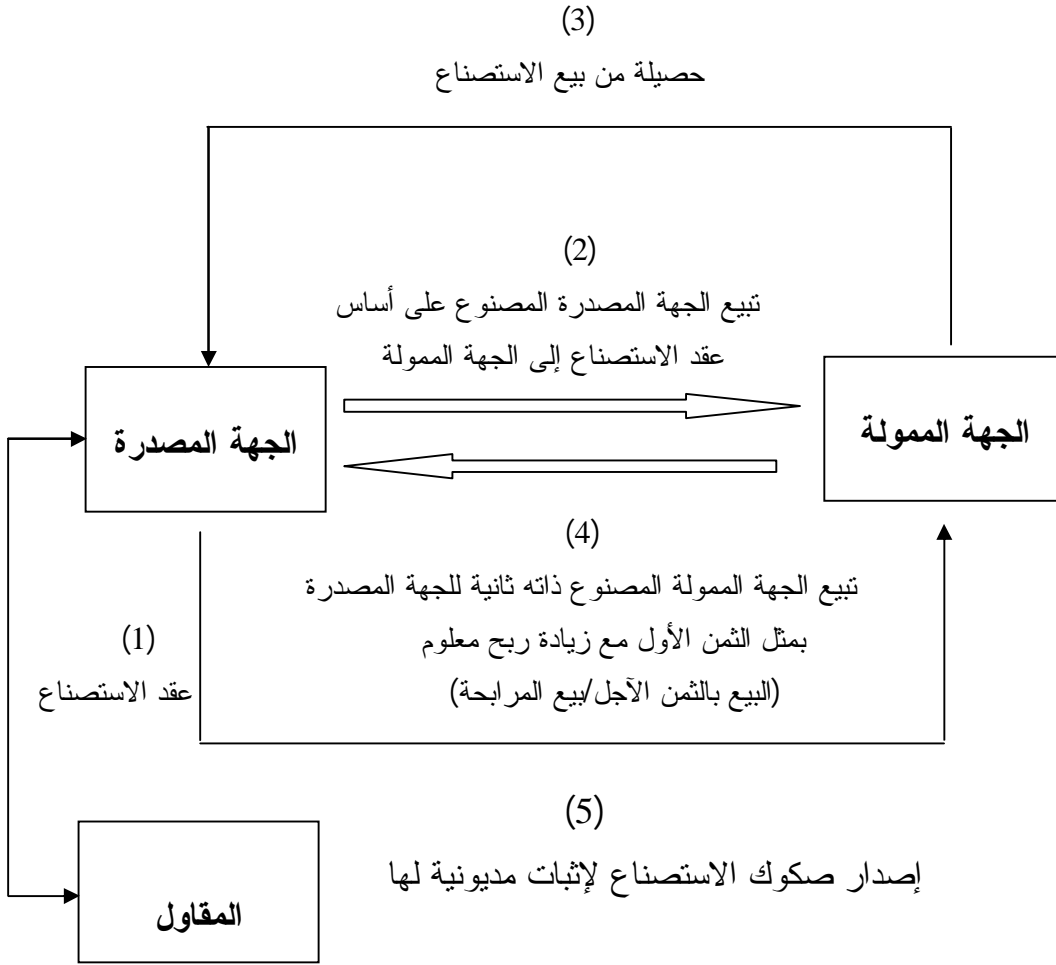 (3)
حصيلة من بيع الاستصناع
(2)
تبيع الجهة المصدرة المصنوع على أساس
عقد الاستصناع إلى الجهة الممولة
الجهة المصدرة
الجهة الممولة
(4)
تبيع الجهة الممولة المصنوع ذاته ثانية للجهة المصدرة
بمثل الثمن الأول مع زيادة ربح معلوم
(البيع بالثمن الآجل/بيع المرابحة)
(1)
عقد الاستصناع
(5)
إصدار صكوك الاستصناع لإثبات مديونية لها
المقاول